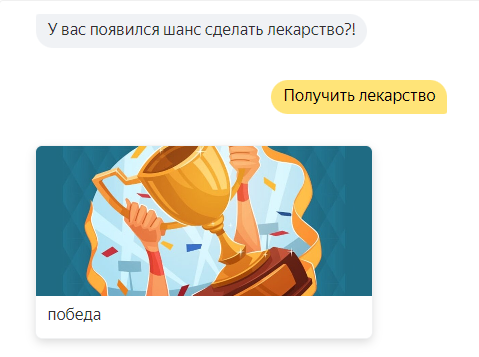 У вас появился шанс сделать лекарство?!
Получить лекарство
победа